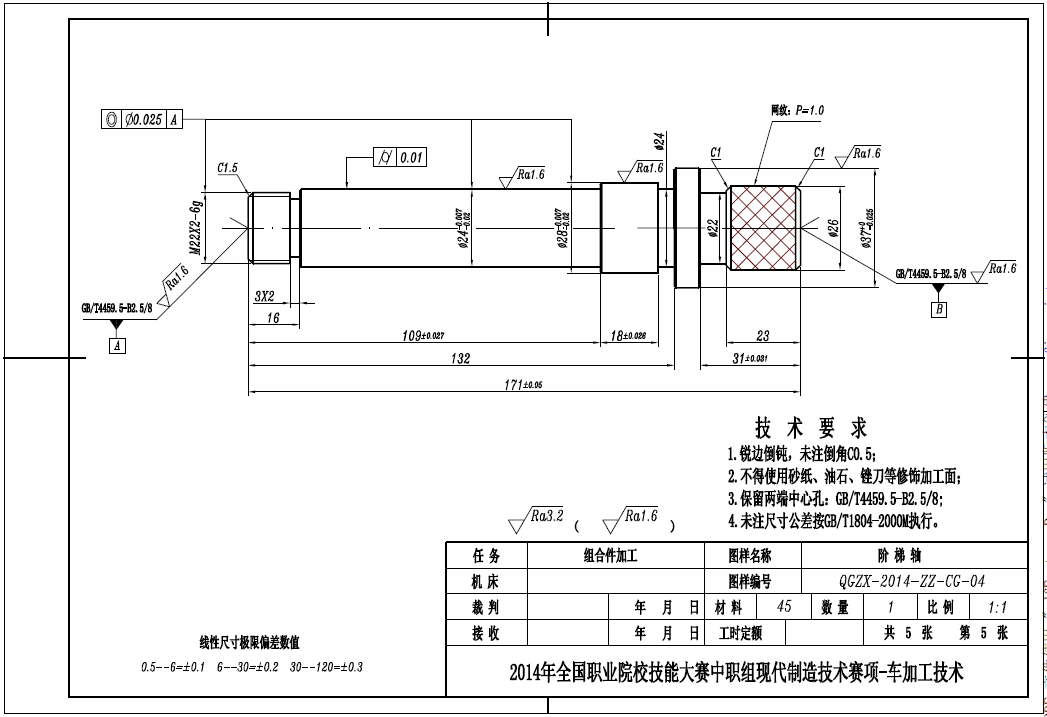 网纹：P=1.0
◎ Ø0.025 A
⌭ 0.01
C1.5
Ra1.6
Ra1.6
ø24
C1
C1
Ra1.6
M22X2-6g
ø24-0.007 -0.02
ø28-0.007 -0.02
ø22
ø26
ø37+0 -0.025
Ra1.6
GB/T4459.5-B2.5/8
A
GB/T4459.5-B2.5/8
Ra1.6
B
3X2
16
109±0.027
18±0.026
23
132
31±0.031
171±0.05
技 术 要 求
1.锐边倒钝，未注倒角C0.5；
2.不得使用砂纸、油石、锉刀等修饰加工面；
3.保留两端中心孔：GB/T4459.5-B2.5/8；
4.未注尺寸公差按GB/T1804-2000M执行。
Ra3.2 （ Ra1.6 ）
任 务 组合件加工 图样名称 阶 梯 轴
机 床 图样编号 QGZX-2014-ZZ-CG-04
裁 判 年 月 日 材 料 45 数 量 1 比 例 1:1
接 收 年 月 日 工时定额 共 5 张 第 5 张
2014年全国职业院校技能大赛中职组现代制造技术赛项-车加工技术
线性尺寸极限偏差数值
0.5--6=±0.1 6--30=±0.2 30--120=±0.3